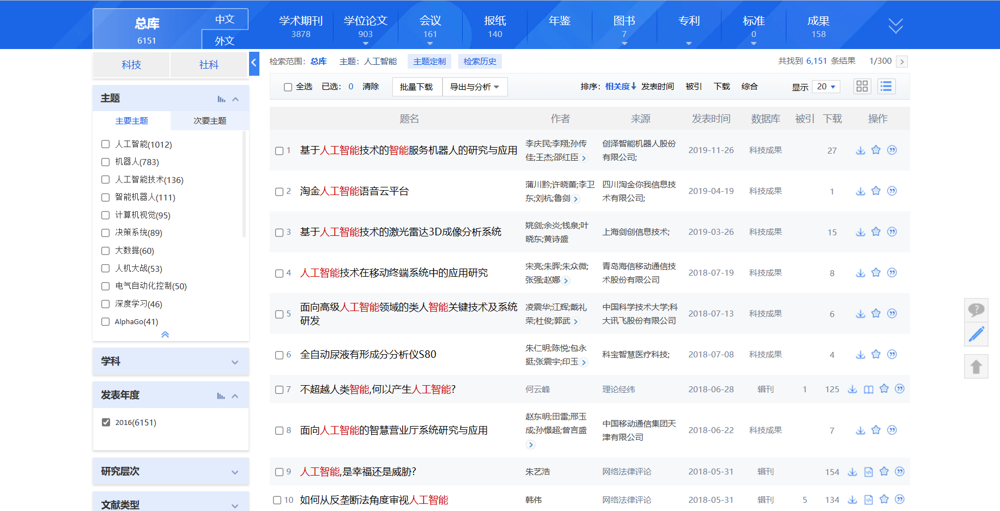 总库
6151
中文
外文
学术期刊
3878
学位论文
903
会议
161
报纸
140
年鉴
图书
7
专利
标准
0
成果
158
科技
社科
检索范围: 总库 主题: 人工智能 主题定制 检索历史
共找到 6,151 条结果 1/300
全选 已选: 0 清除 批量下载 导出与分析
排序: 相关度 发表时间 被引 下载 综合 显示 20
主题
主要主题 次要主题
人工智能(1012)
机器人(783)
人工智能技术(136)
智能机器人(111)
计算机视觉(95)
决策系统(89)
大数据(60)
人机大战(53)
电气自动化控制(50)
深度学习(46)
AlphaGo(41)
学科
发表年度
2016(6151)
研究层次
文献类型
题名 作者 来源 发表时间 数据库 被引 下载 操作
1 基于人工智能技术的智能服务机器人的研究与应用
李庆民;李翔;孙传
佳;王杰;邵红臣
创泽智能机器人股份
有限公司;
2019-11-26 科技成果 27
2 淘金人工智能语音云平台
蒲川黔;许晓蕾;李卫
东;刘杭;鲁剑
四川淘金你我信息技
术有限公司;
2019-04-19 科技成果 1
3 基于人工智能技术的激光雷达3D成像分析系统
姚剑;余炎;钱泉;叶
晓东;黄诗盛
上海剑创信息技术;
2019-03-26 科技成果 15
4 人工智能技术在移动终端系统中的应用研究
宋亮;朱晖;朱众微;
张强;赵娜
青岛海信移动通信技
术股份有限公司
2018-07-19 科技成果 8
5 面向高级人工智能领域的类人智能关键技术及系统
研发
凌震华;江辉;戴礼
荣;杜俊;郭武
中国科学技术大学;科
大讯飞股份有限公司
2018-07-13 科技成果 6
6 全自动尿液有形成分分析仪S80
朱仁明;陈悦;包永
挺;张震宇;印玉
科宝智慧医疗科技;
2018-07-08 科技成果 4
7 不超越人类智能,何以产生人工智能?
何云峰 理论经纬 2018-06-28 辑刊 1 125
8 面向人工智能的智慧营业厅系统研究与应用
赵东明;田雷;邢玉
成;孙憬超;曾言盛
中国移动通信集团天
津有限公司
2018-06-22 科技成果 7
9 人工智能,是幸福还是威胁?
朱艺浩 网络法律评论 2018-05-31 辑刊 154
10 如何从反垄断法角度审视人工智能
韩伟 网络法律评论 2018-05-31 辑刊 5 134